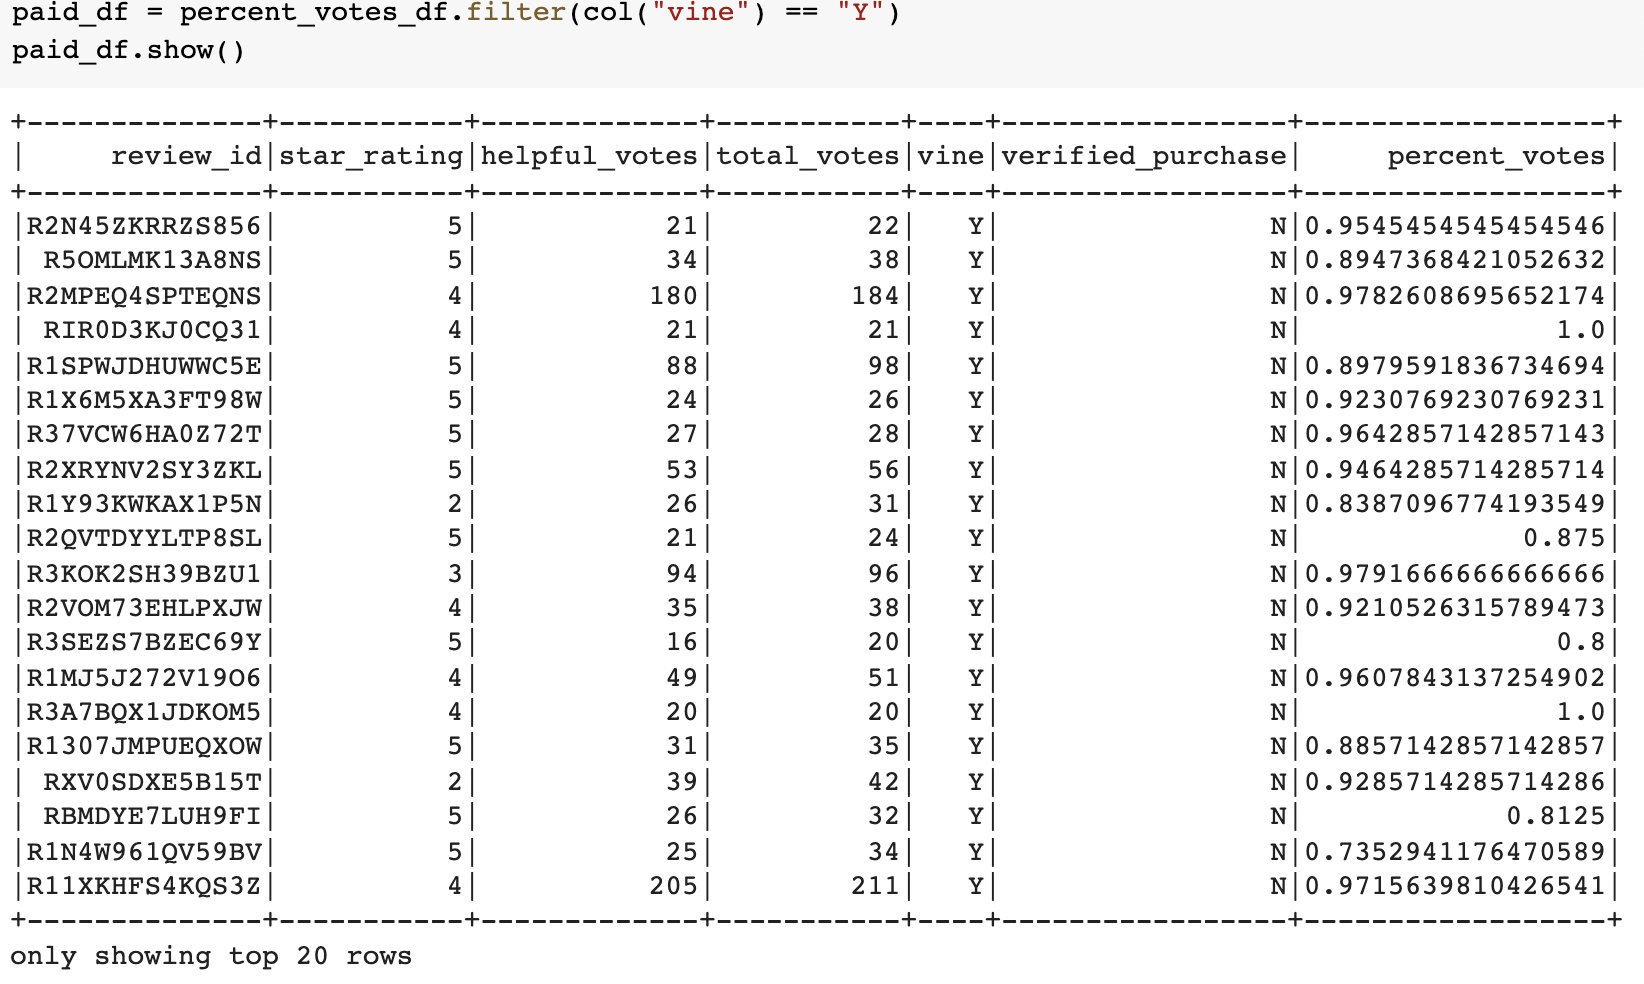 paid_df = percent_votes_df.filter(col("vine") == "Y")
paid_df.show()
+--------------+-----------+-------------+-----------+----+-----------------+------------------+
|     review_id|star_rating|helpful_votes|total_votes|vine|verified_purchase|     percent_votes|
+--------------+-----------+-------------+-----------+----+-----------------+------------------+
|R2N45ZKRRZS856|          5|           21|         22|   Y|                N|0.9545454545454546|
| R5OMLMK13A8NS|          5|           34|         38|   Y|                N|0.8947368421052632|
|R2MPEQ4SPTEQNS|          4|          180|        184|   Y|                N|0.9782608695652174|
| RIR0D3KJ0CQ31|          4|           21|         21|   Y|                N|               1.0|
|R1SPWJDHUWWC5E|          5|           88|         98|   Y|                N|0.8979591836734694|
|R1X6M5XA3FT98W|          5|           24|         26|   Y|                N|0.9230769230769231|
|R37VCW6HA0Z72T|          5|           27|         28|   Y|                N|0.9642857142857143|
|R2XRYNV2SY3ZKL|          5|           53|         56|   Y|                N|0.9464285714285714|
|R1Y93KWKAX1P5N|          2|           26|         31|   Y|                N|0.8387096774193549|
|R2QVTDYYLTP8SL|          5|           21|         24|   Y|                N|             0.875|
|R3KOK2SH39BZU1|          3|           94|         96|   Y|                N|0.9791666666666666|
|R2VOM73EHLPXJW|          4|           35|         38|   Y|                N|0.9210526315789473|
|R3SEZS7BZEC69Y|          5|           16|         20|   Y|                N|               0.8|
|R1MJ5J272V19O6|          4|           49|         51|   Y|                N|0.9607843137254902|
|R3A7BQX1JDKOM5|          4|           20|         20|   Y|                N|               1.0|
|R1307JMPUEQXOW|          5|           31|         35|   Y|                N|0.8857142857142857|
| RXV0SDXE5B15T|          2|           39|         42|   Y|                N|0.9285714285714286|
| RBMDYE7LUH9FI|          5|           26|         32|   Y|                N|            0.8125|
|R1N4W961QV59BV|          5|           25|         34|   Y|                N|0.7352941176470589|
|R11XKHFS4KQS3Z|          4|          205|        211|   Y|                N|0.9715639810426541|
+--------------+-----------+-------------+-----------+----+-----------------+------------------+
only showing top 20 rows